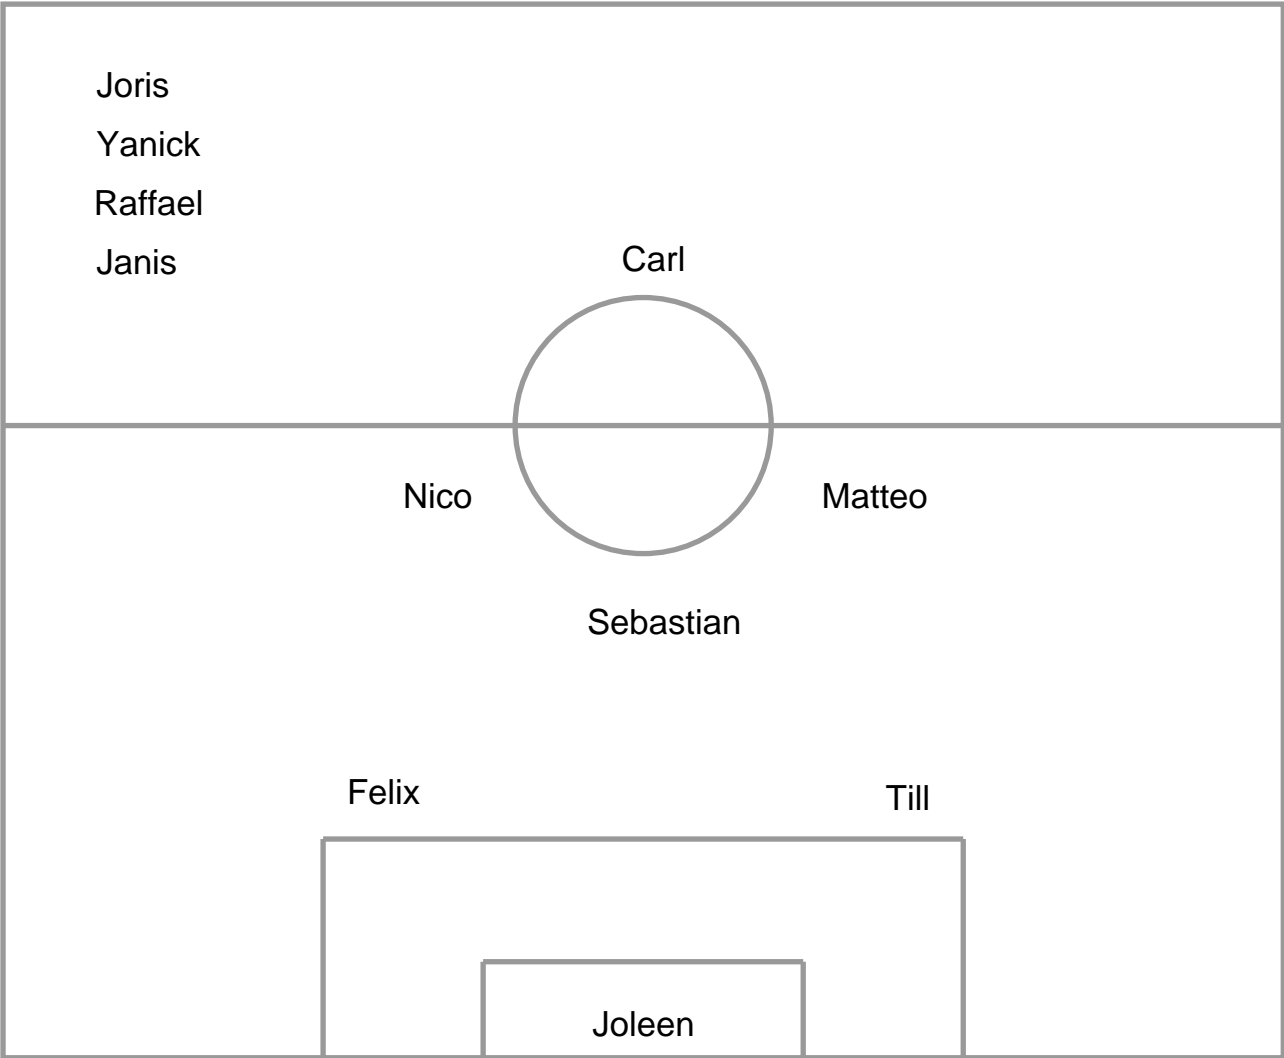 Joris
Yanick
Raffael
Janis
Carl
Nico Matteo
Sebastian
Felix Till
Joleen